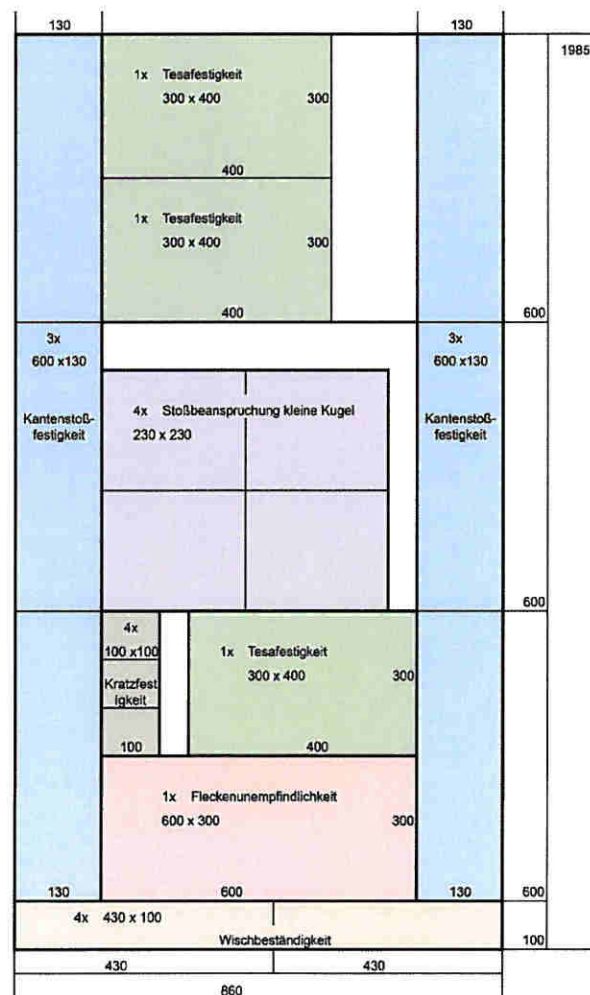 130 130
1985
1x Tesafestigkeit
300 x 400 300
400
1x Tesafestigkeit
300 x 400 300
400 600
3x
600 x130
Kantenstoß-
festigkeit
3x
600 x130
Kantenstoß-
festigkeit
4x Stoßbeanspruchung kleine Kugel
230 x 230
600
4x
100 x100
Kratzfest
igkeit
100
1x Tesafestigkeit
300 x 400 300
400
1x Fleckenunempfindlichkeit
600 x 300 300
130 600 130 600
4x 430 x 100
Wischbeständigkeit 100
430 430
860